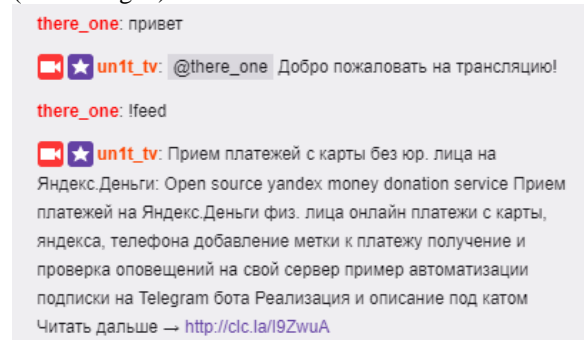 there_one: привет
un1t_tv: @there_one Добро пожаловать на трансляцию!
there_one: !feed
un1t_tv: Прием платежей с карты без юр. лица на
Яндекс.Деньги: Open source yandex money donation service Прием
платежей на Яндекс.Деньги физ. лица онлайн платежи с карты,
яндекса, телефона добавление метки к платежу получение и
проверка оповещений на свой сервер пример автоматизации
подписки на Telegram бота Реализация и описание под катом
Читать дальше → http://clc.la/I9ZwuA